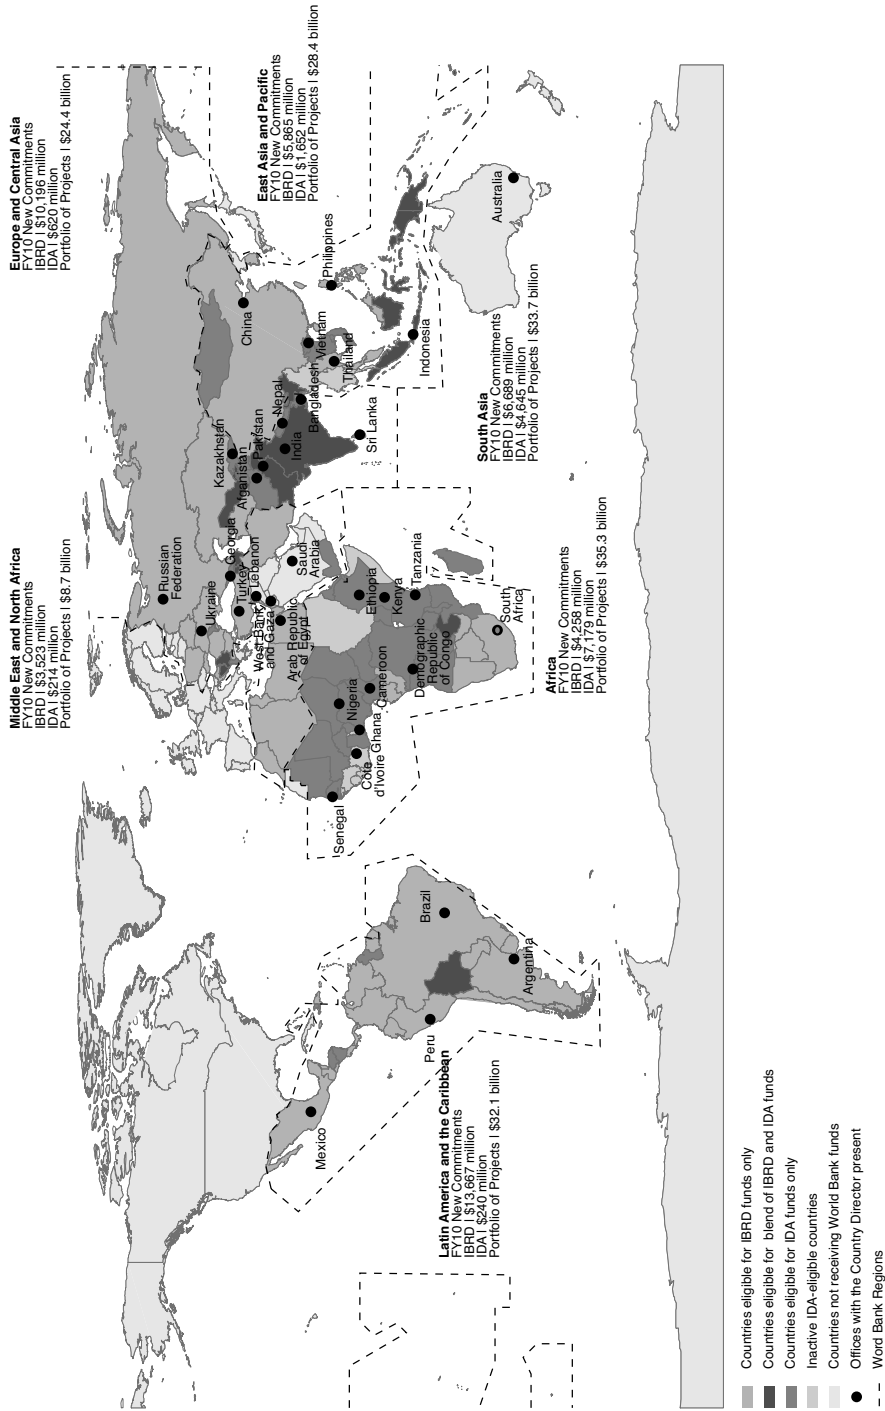 Middle East and North Africa
FY10 New Commitments
IBRD | $3,523 million
IDA | $214 million
Portfolio of Projects | $8.7 billion
Europe and Central Asia
FY10 New Commitments
IBRD | $10,196 million
IDA | $620 million
Portfolio of Projects | $24.4 billion
East Asia and Pacific
FY10 New Commitments
IBRD | $5,865 million
IDA | $1,652 million
Portfolio of Projects | $28.4 billion
Russian
Federation
Ukraine
Georgia
Turkey
Lebanon
West Bank
and Gaza
Arab Republic
of Egypt
Saudi
Arabia
Kazakhstan
Afganistan
Pakistan
Nepal
India
Bangladesh
Sri Lanka
China
Vietnam
Thailand
Philippines
Indonesia
Australia
Senegal
Cote
d'Ivoire
Ghana
Nigeria
Cameroon
Demographic
Republic
of Congo
Ethiopia
Kenya
Tanzania
South
Africa
Mexico
Peru
Brazil
Argentina
Latin America and the Caribbean
FY10 New Commitments
IBRD | $13,667 million
IDA | $240 million
Portfolio of Projects | $32.1 billion
Africa
FY10 New Commitments
IBRD | $4,258 million
IDA | $7,179 million
Portfolio of Projects | $35.3 billion
South Asia
FY10 New Commitments
IBRD | $6,689 million
IDA | $4,645 million
Portfolio of Projects | $33.7 billion
Countries eligible for IBRD funds only
Countries eligible for blend of IBRD and IDA funds
Countries eligible for IDA funds only
Inactive IDA-eligible countries
Countries not receiving World Bank funds
Offices with the Country Director present
Word Bank Regions